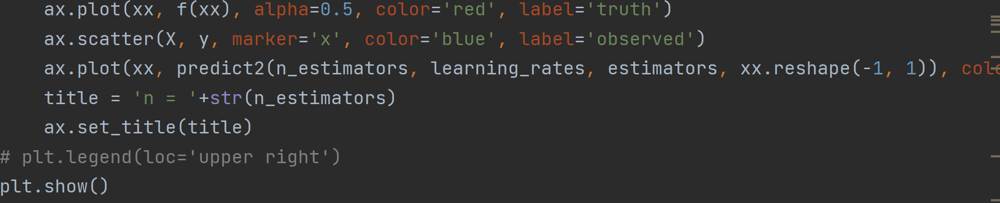 ax.plot(xx, f(xx), alpha=0.5, color='red', label='truth')
ax.scatter(X, y, marker='x', color='blue', label='observed')
ax.plot(xx, predict2(n_estimators, learning_rates, estimators, xx.reshape(-1, 1)),
title = 'n = '+str(n_estimators)
ax.set_title(title)
# plt.legend(loc='upper right')
plt.show()